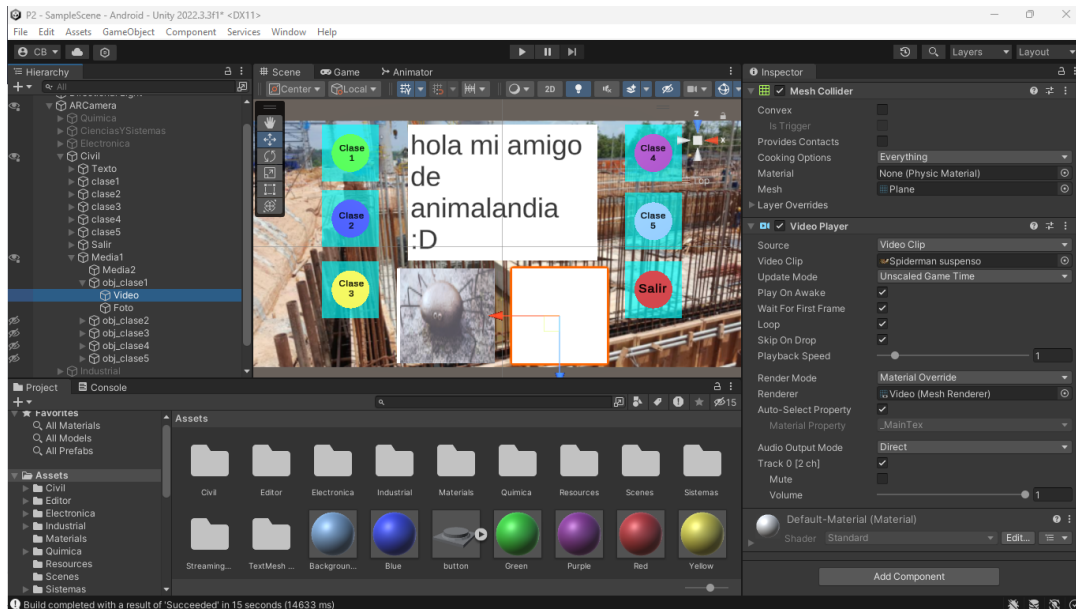 P2 - SampleScene - Android - Unity 2022.3.3f1* <DX11>
File Edit Assets GameObject Component Services Window Help
CB
Layers
Layout
Hierarchy
All
ARCamera
Quimica
CienciasYSistemas
Electronica
Civil
Texto
clase1
clase2
clase3
clase4
clase5
Salir
Media1
Media2
obj_clase1
Video
Foto
obj_clase2
obj_clase3
obj_clase4
obj_clase5
Industrial
Scene Game Animator
Center Local 2D
Clase 1
Clase 2
Clase 3
hola mi amigo
de
animalandia
:D
Clase 4
Clase 5
Salir
z
x
Inspector
Mesh Collider
Convex
Is Trigger
Provides Contacts
Cooking Options Everything
Material None (Physic Material)
Mesh Plane
Layer Overrides
Video Player
Source Video Clip
Video Clip Spiderman suspenso
Update Mode Unscaled Game Time
Play On Awake
Wait For First Frame
Loop
Skip On Drop
Playback Speed 1
Render Mode Material Override
Renderer Video (Mesh Renderer)
Auto-Select Property
Material Property _MainTex
Audio Output Mode Direct
Track 0 [2 ch]
Mute
Volume 1
Default-Material (Material)
Shader Standard Edit...
Add Component
Project Console
15
Favorites
All Materials
All Models
All Prefabs
Assets
Civil
Editor
Electronica
Industrial
Materials
Quimica
Resources
Scenes
Sistemas
Assets
Civil Editor Electronica Industrial Materials Quimica Resources Scenes Sistemas
Streaming... TextMesh ... Backgroun... Blue button Green Purple Red Yellow
Build completed with a result of 'Succeeded' in 15 seconds (14633 ms)